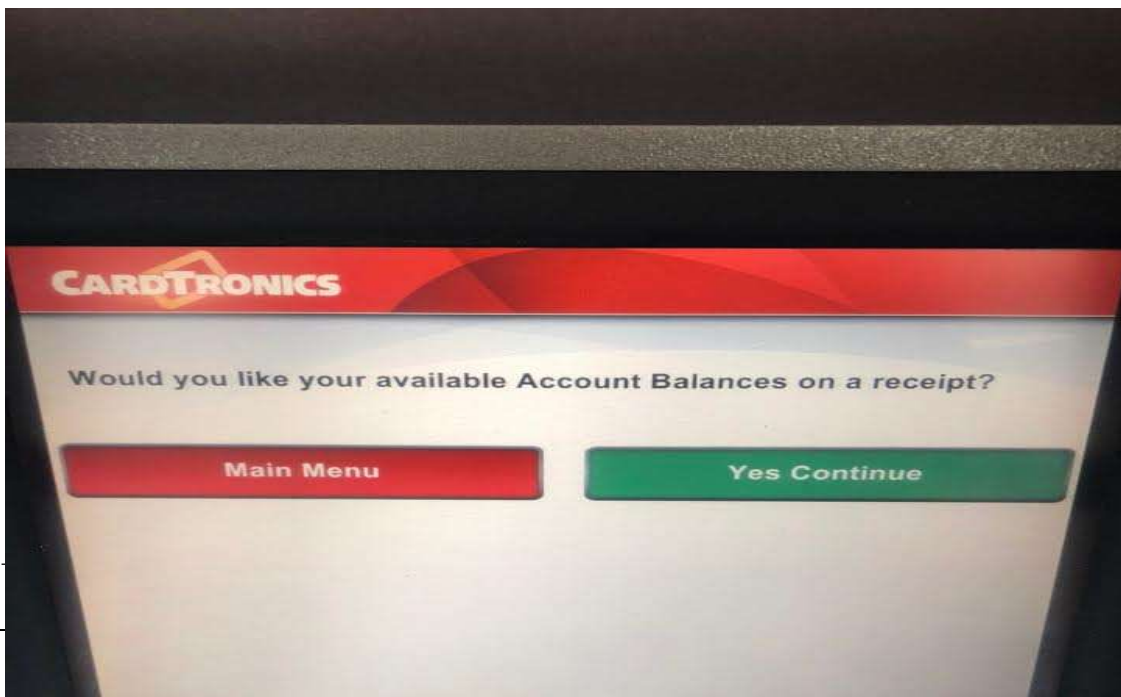 CARDTRONICS
Would you like your available Account Balances on a receipt?
Main Menu
Yes Continue